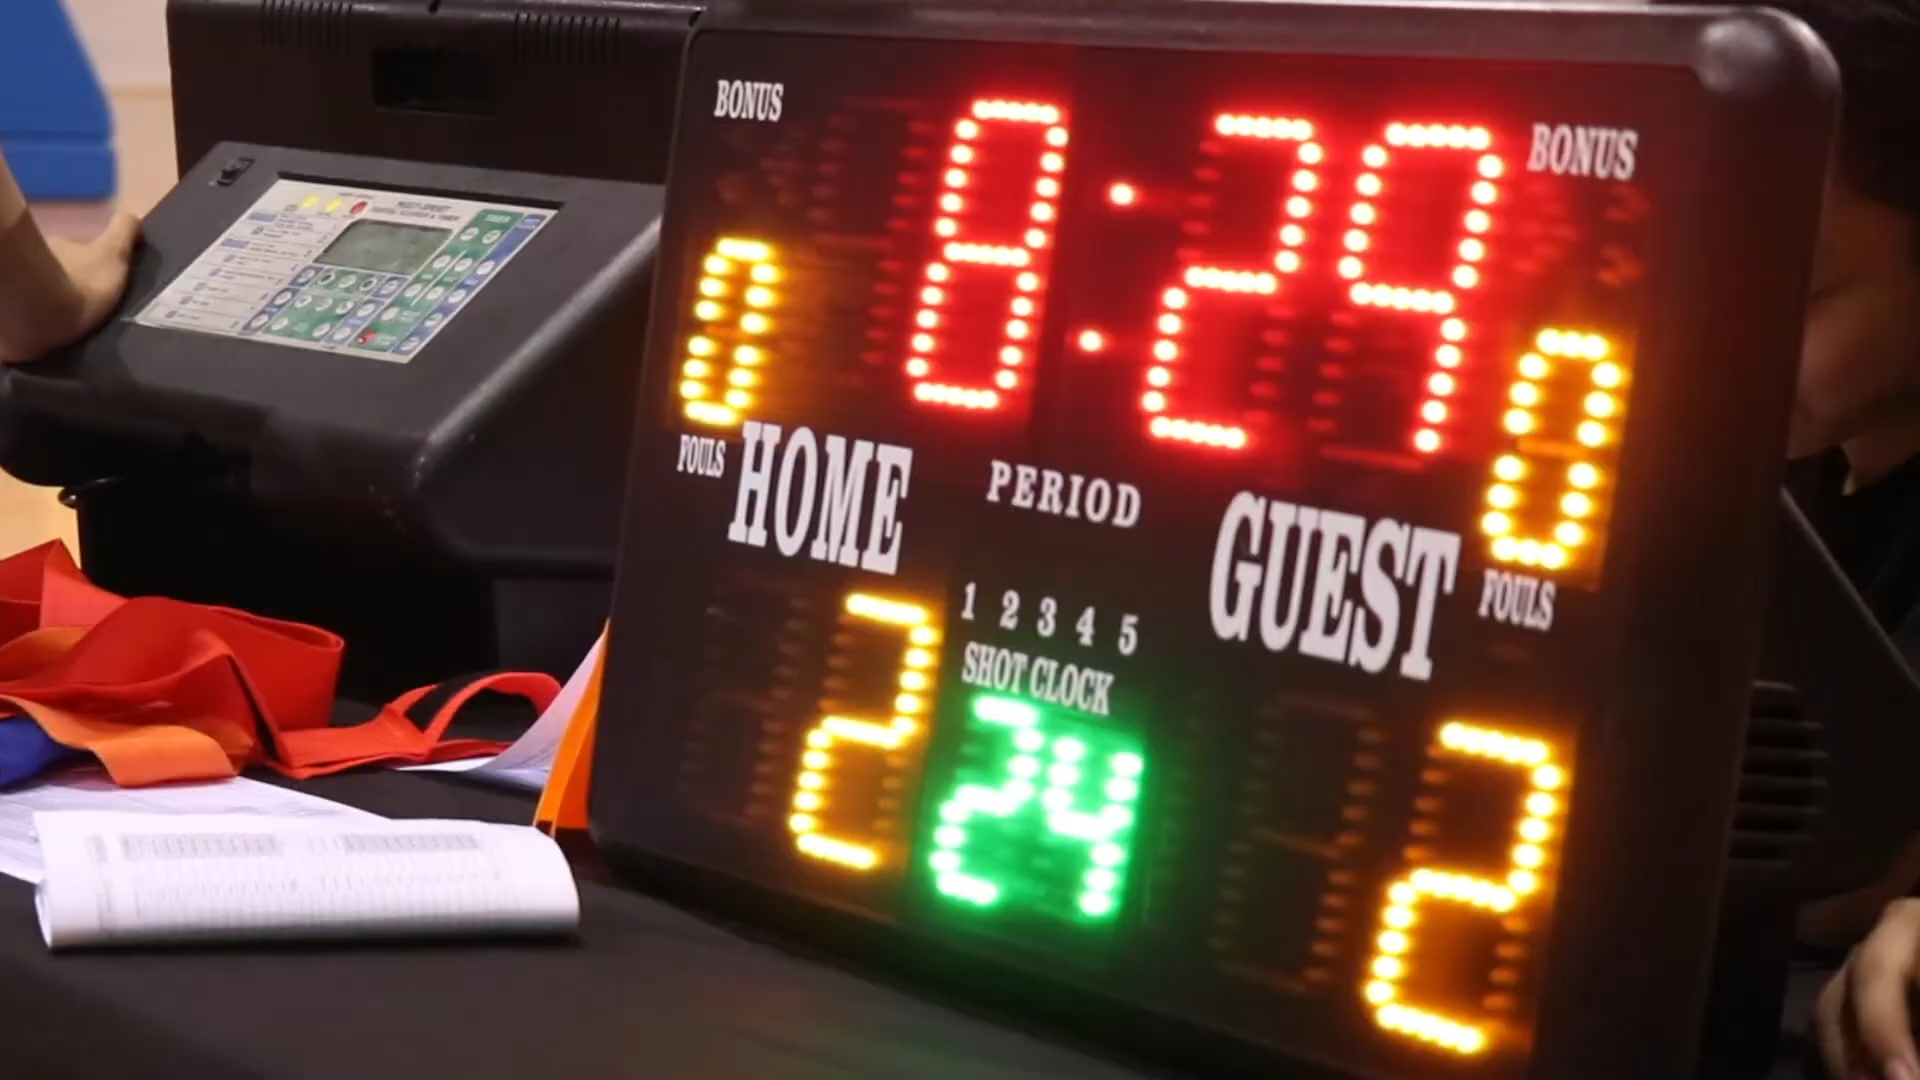 BONUS
8:29
BONUS
0
0
FOULS
HOME
PERIOD
GUEST
FOULS
1 2 3 4 5
SHOT CLOCK
2
24
2